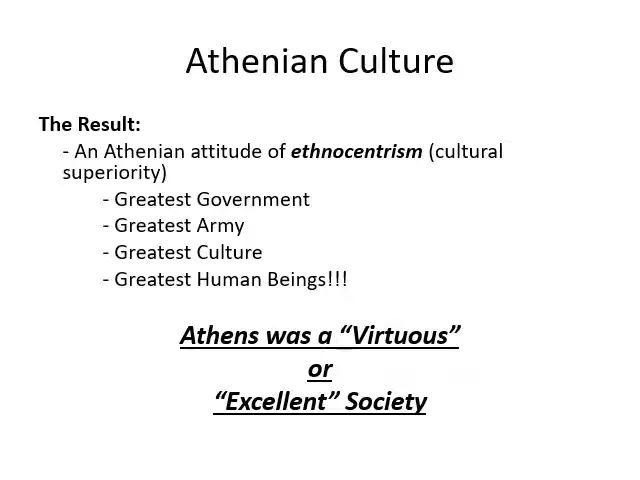 Athenian Culture
The Result:
- An Athenian attitude of ethnocentrism (cultural
superiority)
- Greatest Government
- Greatest Army
- Greatest Culture
- Greatest Human Beings!!!
Athens was a “Virtuous”
or
“Excellent” Society